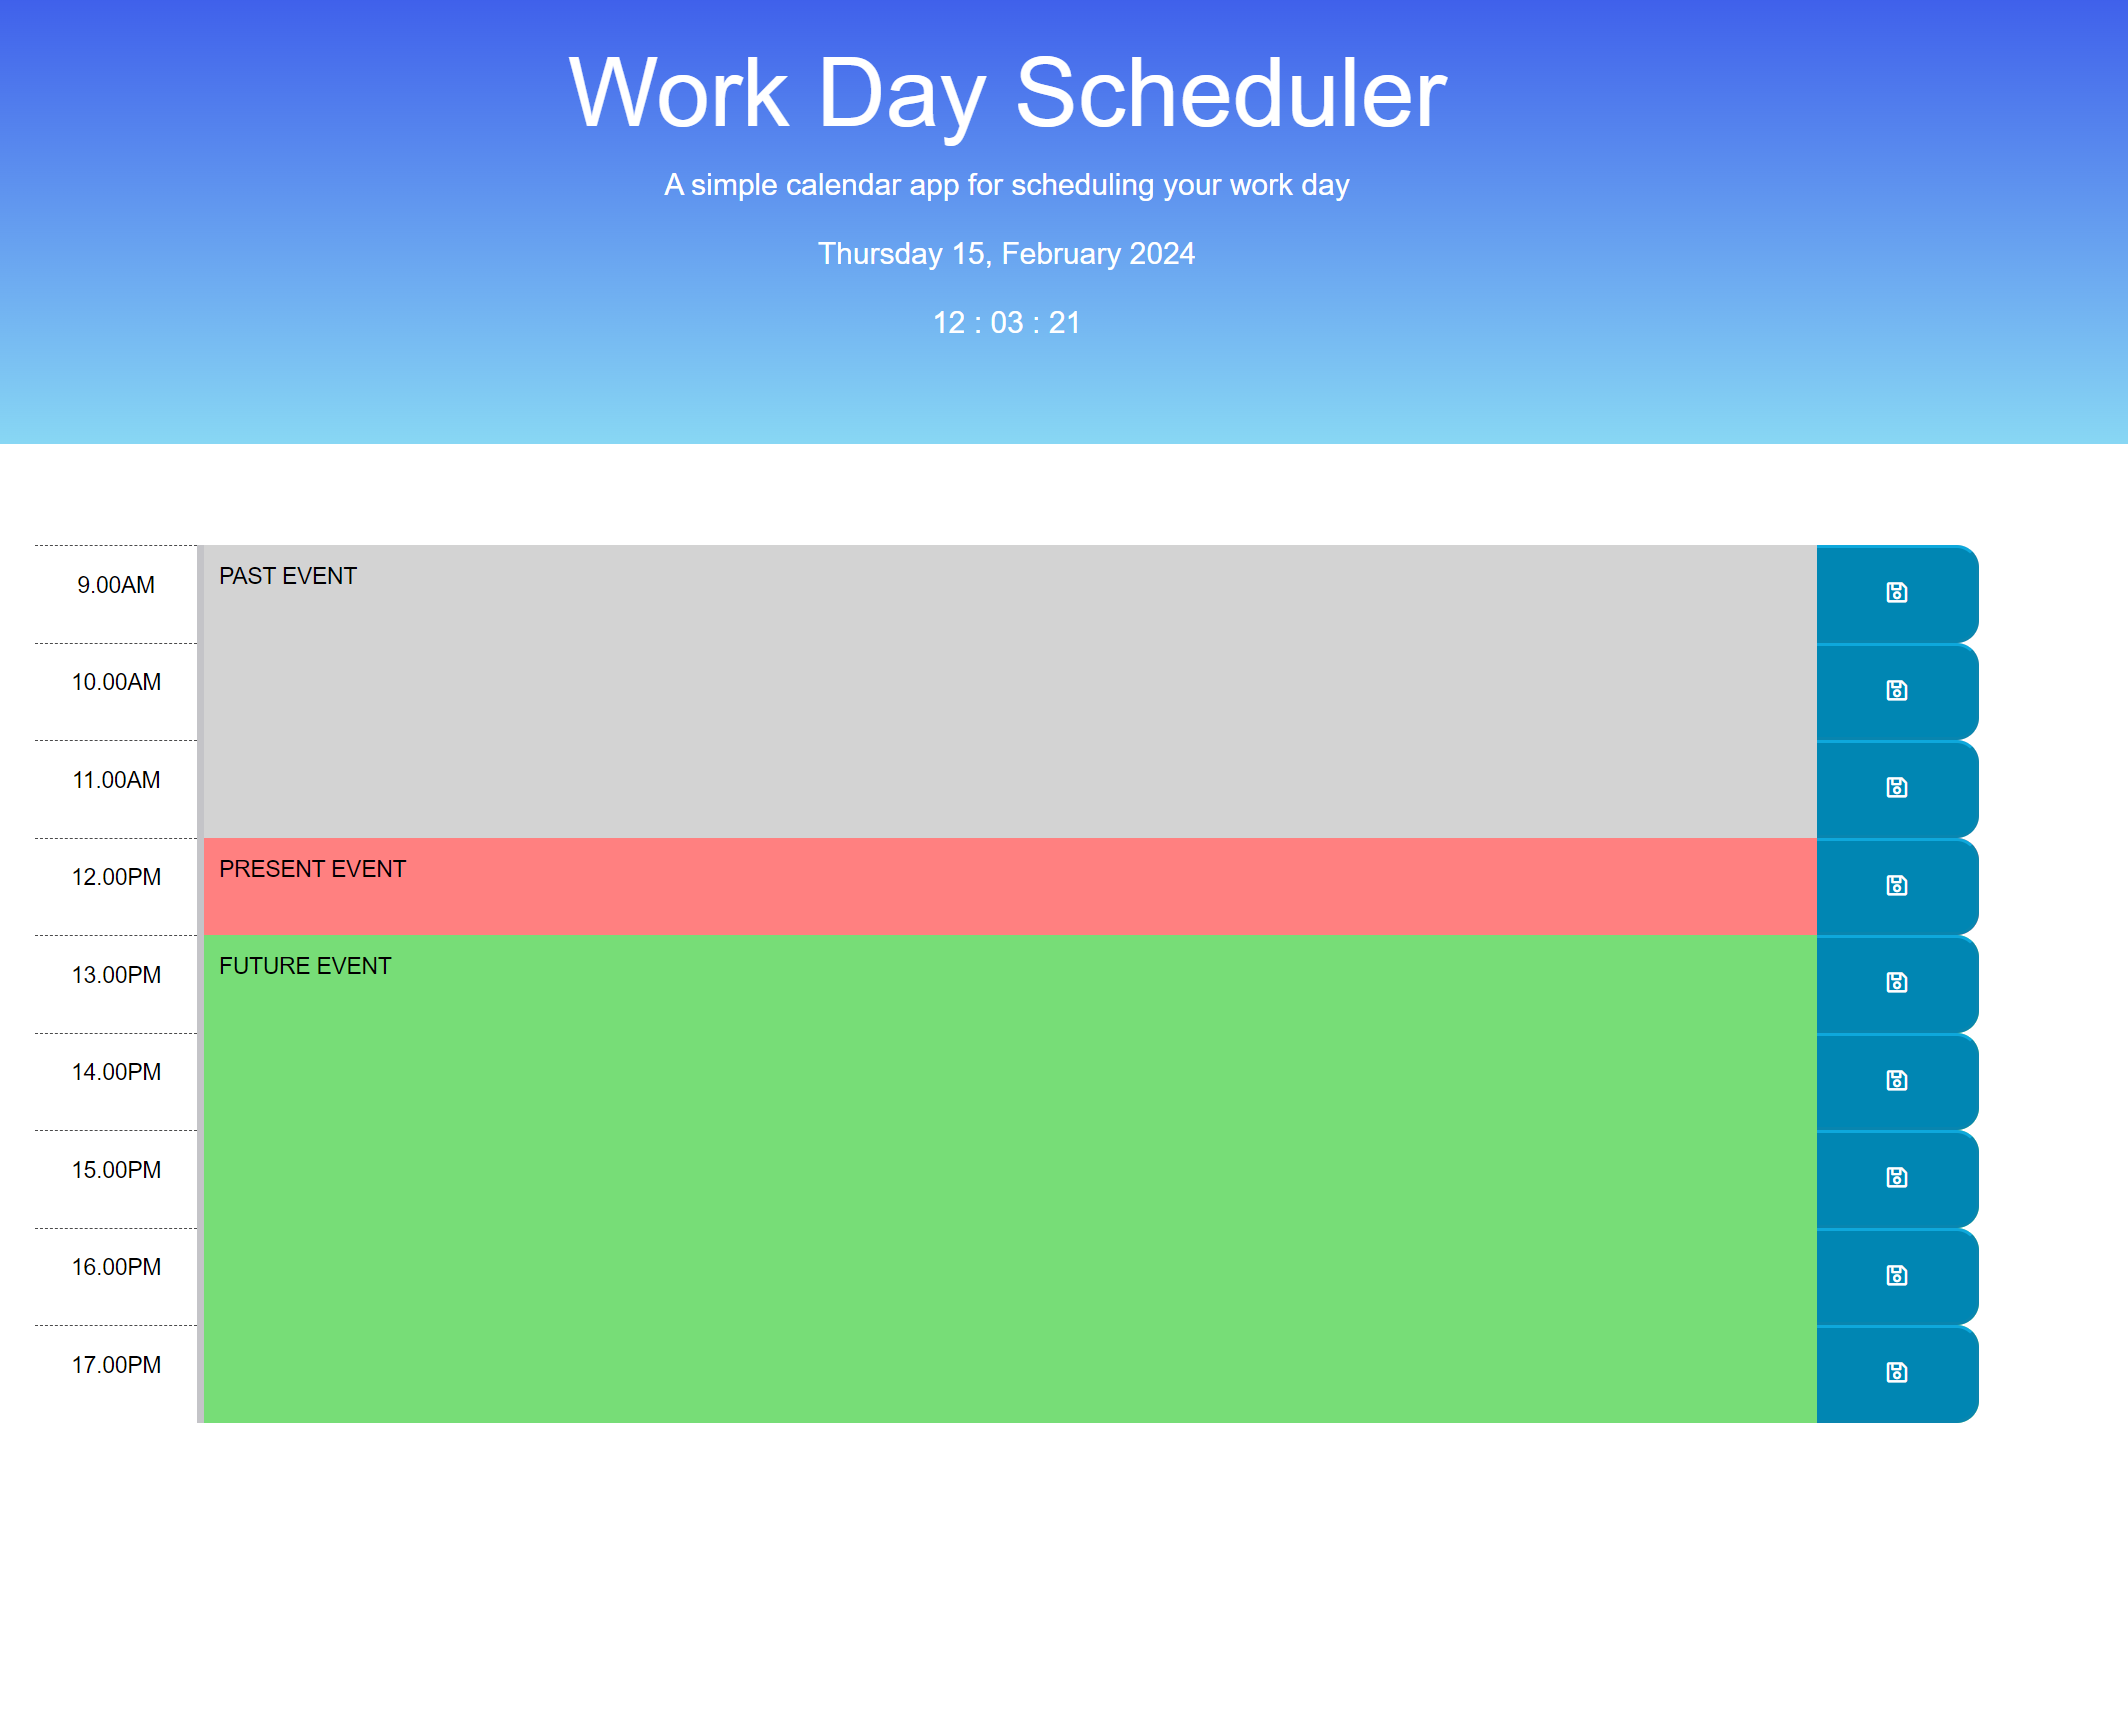 Work Day Scheduler
A simple calendar app for scheduling your work day
Thursday 15, February 2024
12 : 03 : 21
9.00AM PAST EVENT
10.00AM
11.00AM
12.00PM PRESENT EVENT
13.00PM FUTURE EVENT
14.00PM
15.00PM
16.00PM
17.00PM